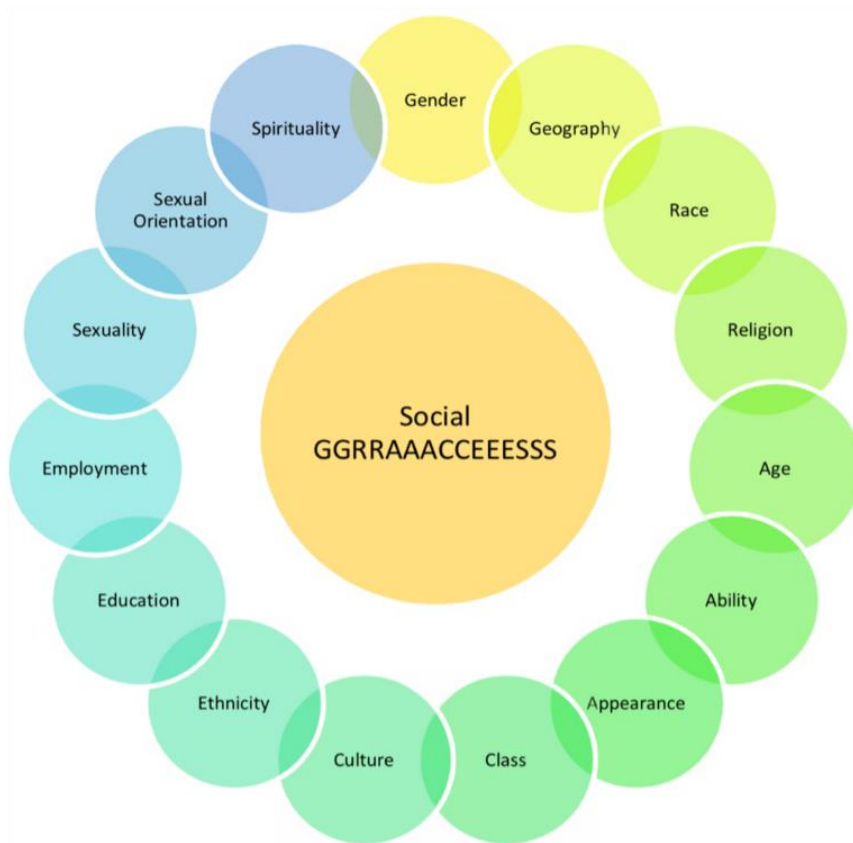 Gender
Geography
Race
Religion
Age
Ability
Appearance
Class
Culture
Ethnicity
Education
Employment
Sexuality
Sexual
Orientation
Spirituality
Social
GGRRAAACCEEESSS